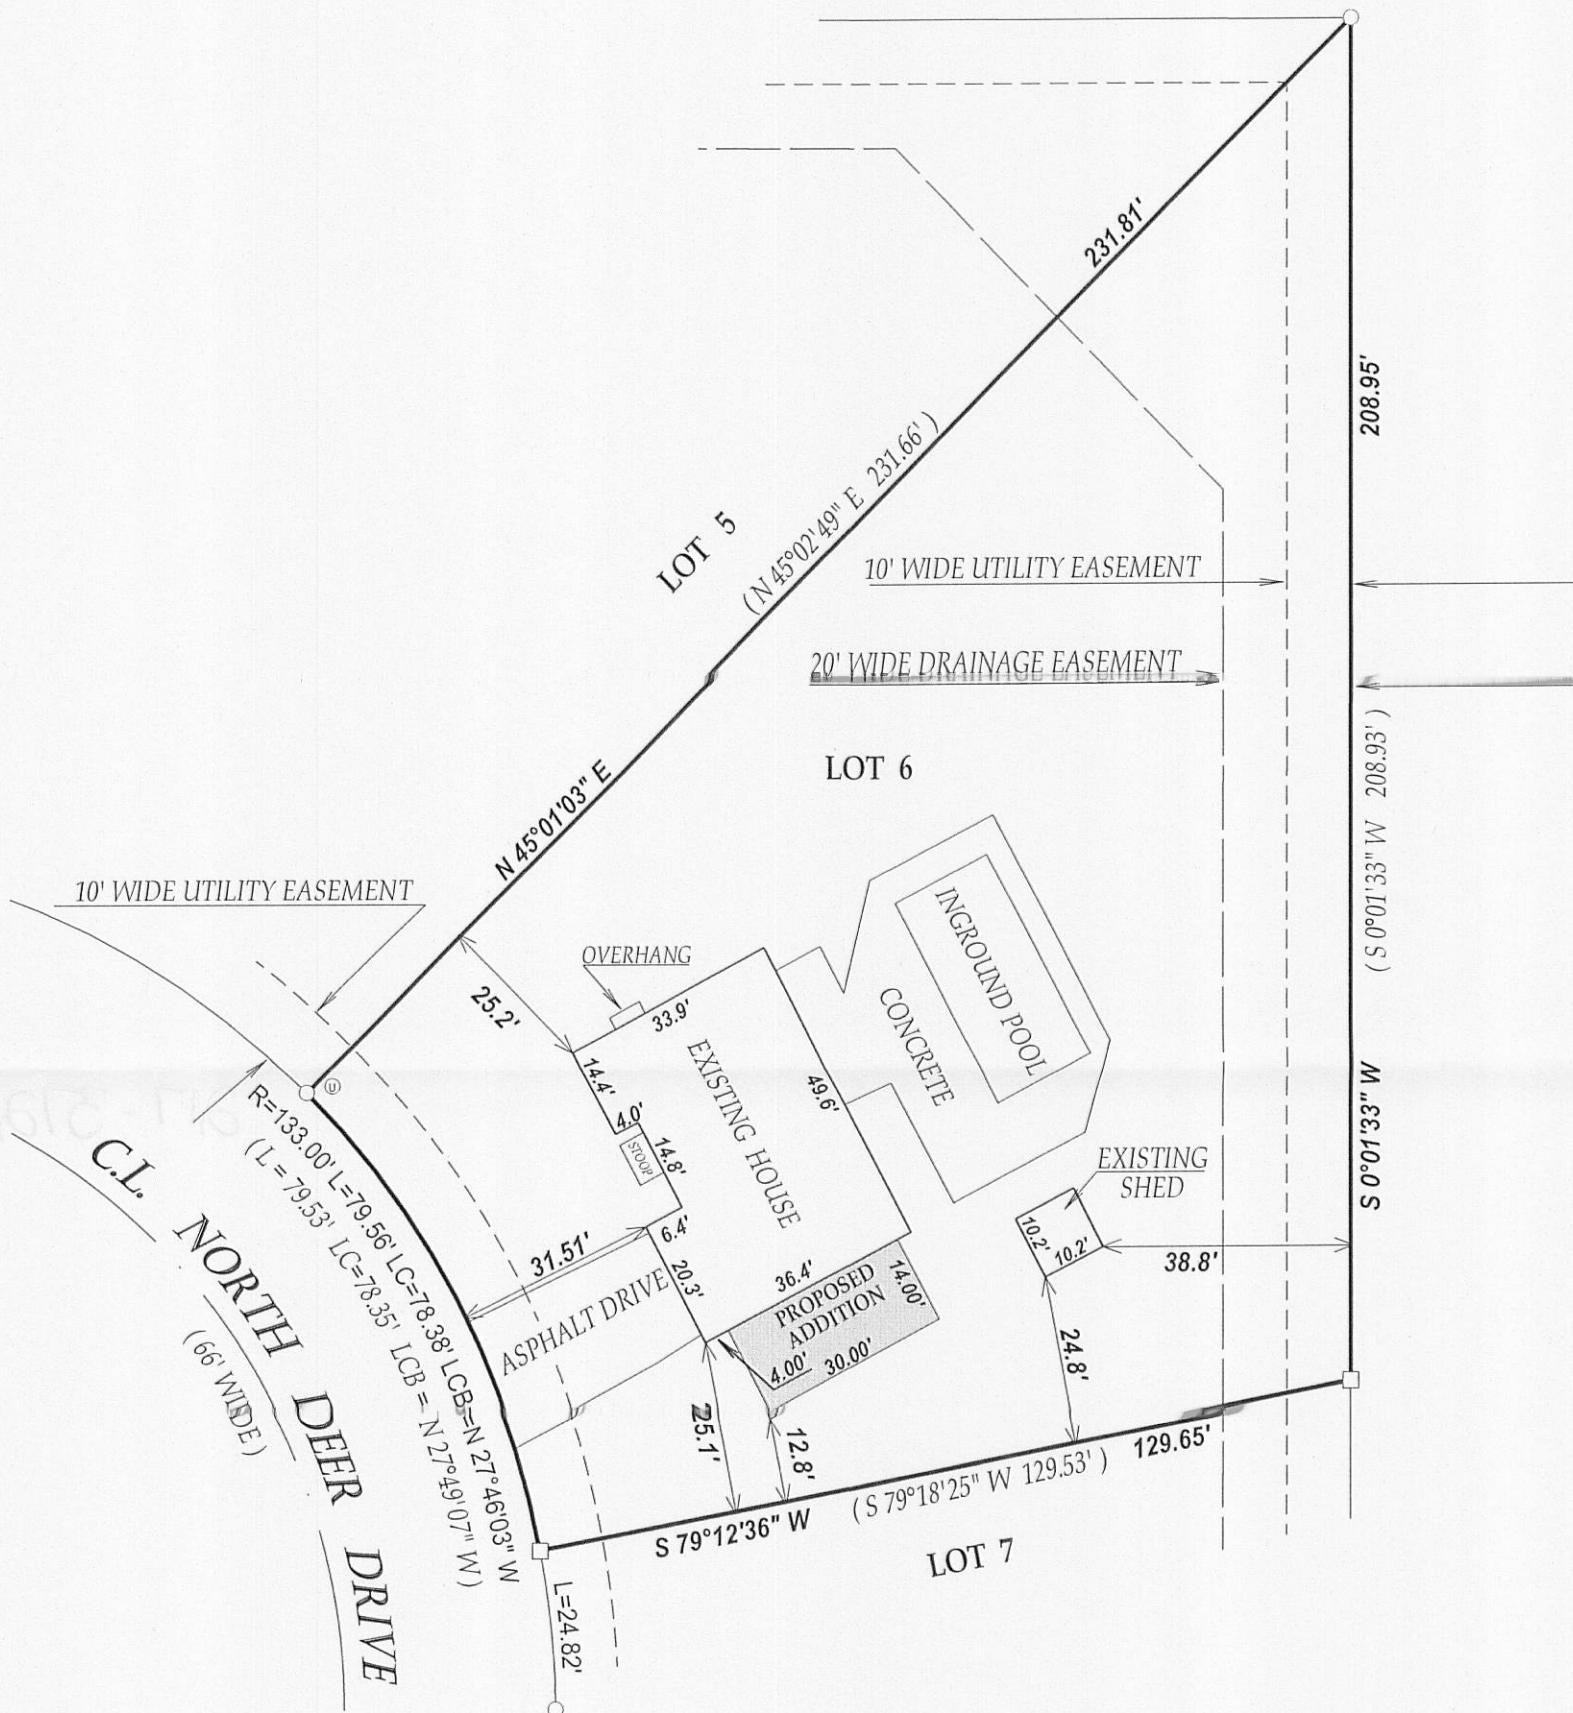 231.81'
208.95'
( N 45°02'49" E 231.66' )
LOT 5
10' WIDE UTILITY EASEMENT
20' WIDE DRAINAGE EASEMENT
( S 0°01'33" W 208.93' )
LOT 6
N 45°01'03" E
10' WIDE UTILITY EASEMENT
OVERHANG
25.2'
33.9'
INGROUND POOL
CONCRETE
EXISTING HOUSE
49.6'
14.4'
4.0'
STOOP
14.8'
S 0°01'33" W
U
R=133.00' L=79.56' LC=78.38' LCB=N 27°46'03" W
( L = 79.53' LC=78.35' LCB = N 27°49'07" W )
C.L. NORTH DEER DRIVE
( 66' WIDE )
EXISTING
SHED
10.2'
10.2'
38.8'
6.4'
31.51'
20.3'
36.4'
14.00'
PROPOSED
ADDITION
ASPHALT DRIVE
4.00'
30.00'
24.8'
25.1'
12.8'
129.65'
( S 79°18'25" W 129.53' )
S 79°12'36" W
LOT 7
L=24.82'